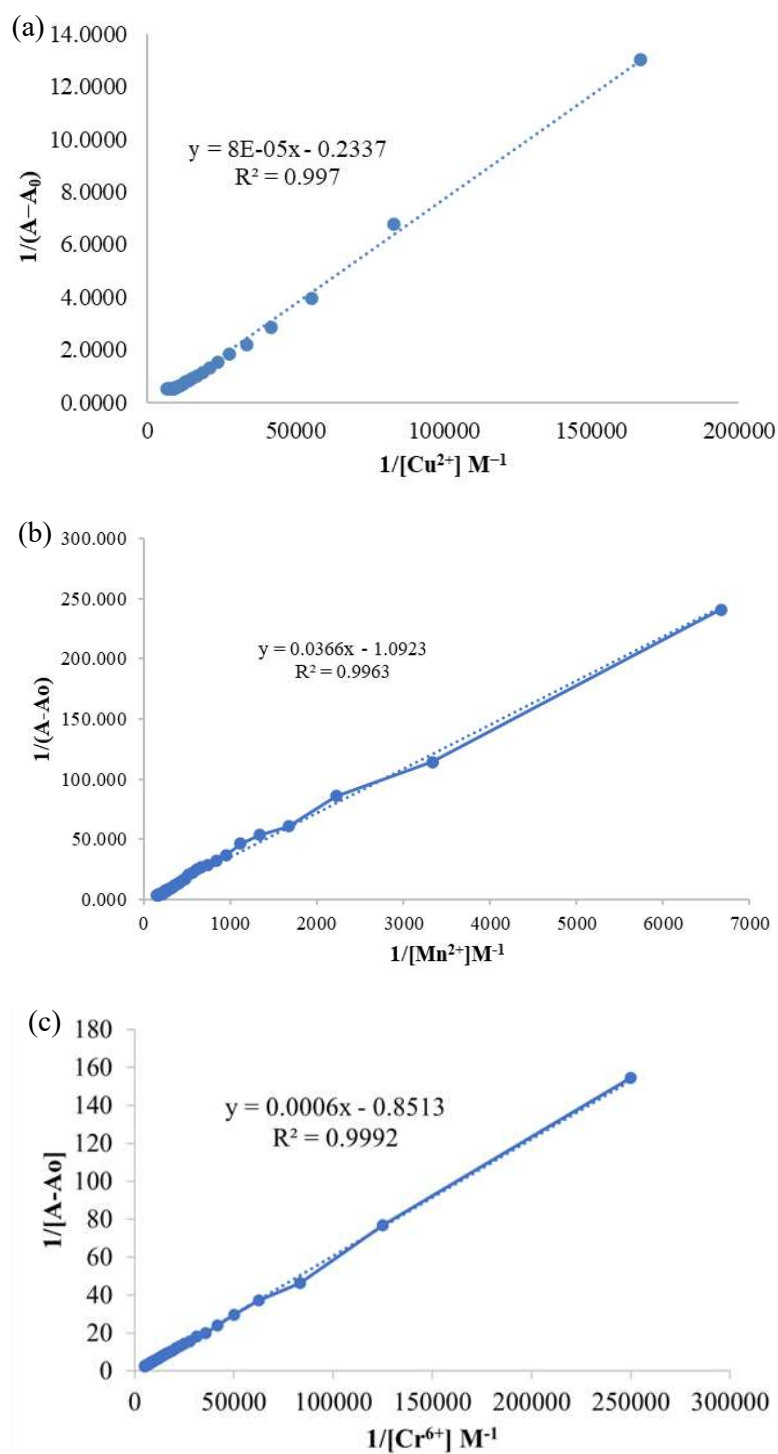 (a)
14.0000
12.0000
10.0000
8.0000
6.0000
4.0000
2.0000
0.0000
1/(A−A₀)
y = 8E-05x - 0.2337
R² = 0.997
0 50000 100000 150000 200000
1/[Cu²⁺] M⁻¹
(b)
300.000
250.000
200.000
150.000
100.000
50.000
0.000
1/(A-Ao)
y = 0.0366x - 1.0923
R² = 0.9963
0 1000 2000 3000 4000 5000 6000 7000
1/[Mn²⁺]M⁻¹
(c)
180
160
140
120
100
80
60
40
20
0
1/[A-Ao]
y = 0.0006x - 0.8513
R² = 0.9992
0 50000 100000 150000 200000 250000 300000
1/[Cr⁶⁺] M⁻¹